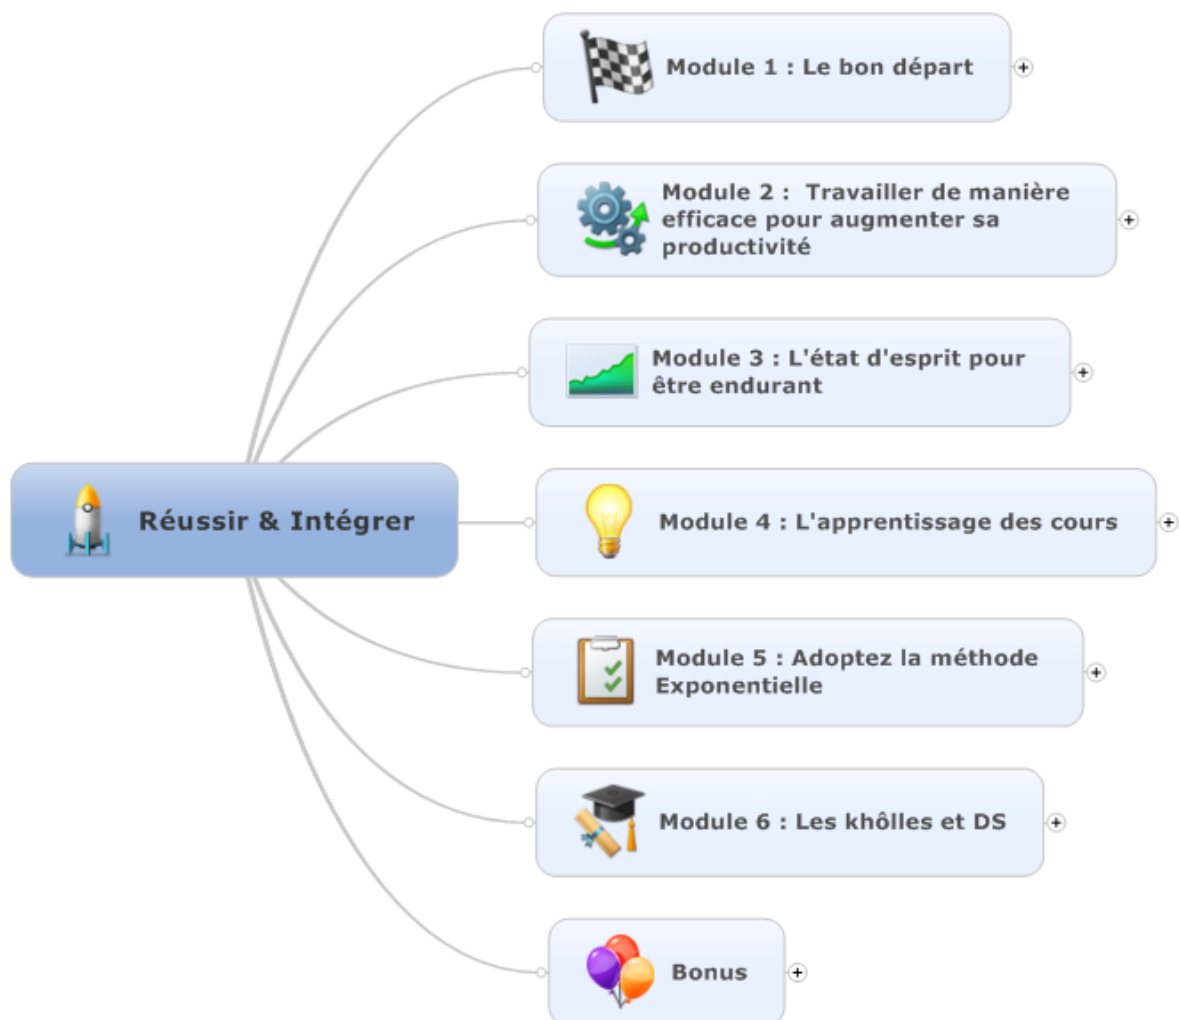 Module 1 : Le bon départ
Module 2 :  Travailler de manière
efficace pour augmenter sa
productivité
Module 3 : L'état d'esprit pour
être endurant
Réussir & Intégrer
Module 4 : L'apprentissage des cours
Module 5 : Adoptez la méthode
Exponentielle
Module 6 : Les khôlles et DS
Bonus